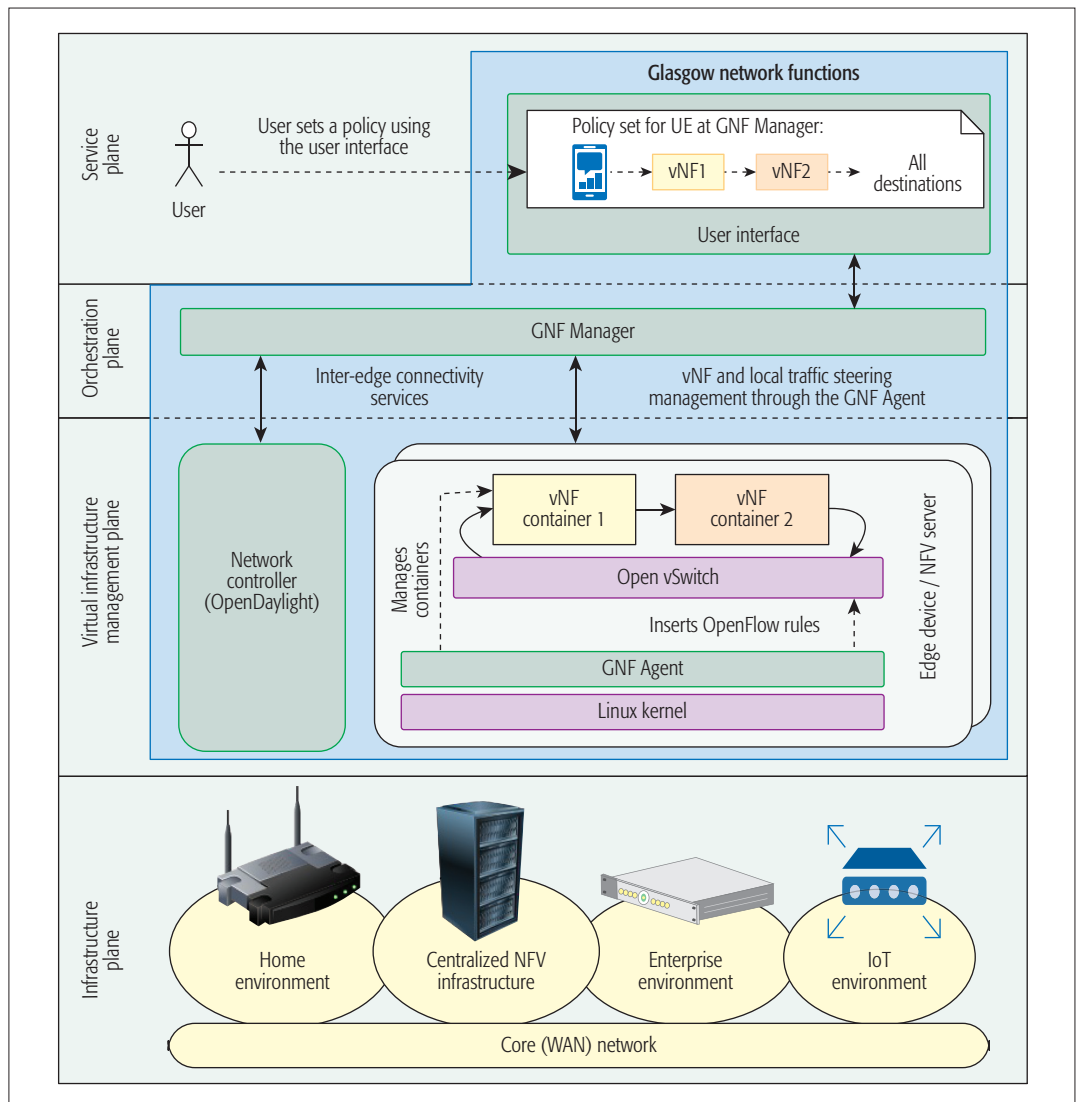 Service
plane
Glasgow network functions
User sets a policy using
the user interface
User
Policy set for UE at GNF Manager:
vNF1
vNF2
All
destinations
User interface
Orchestration
plane
GNF Manager
Inter-edge connectivity
services
vNF and local traffic steering
management through the GNF Agent
Virtual infrastructure
management plane
Network
controller
(OpenDaylight)
vNF
container 1
vNF
container 2
Manages
containers
Open vSwitch
Inserts OpenFlow rules
GNF Agent
Linux kernel
Edge device / NFV server
Infrastructure
plane
Home
environment
Centralized NFV
infrastructure
Enterprise
environment
IoT
environment
Core (WAN) network